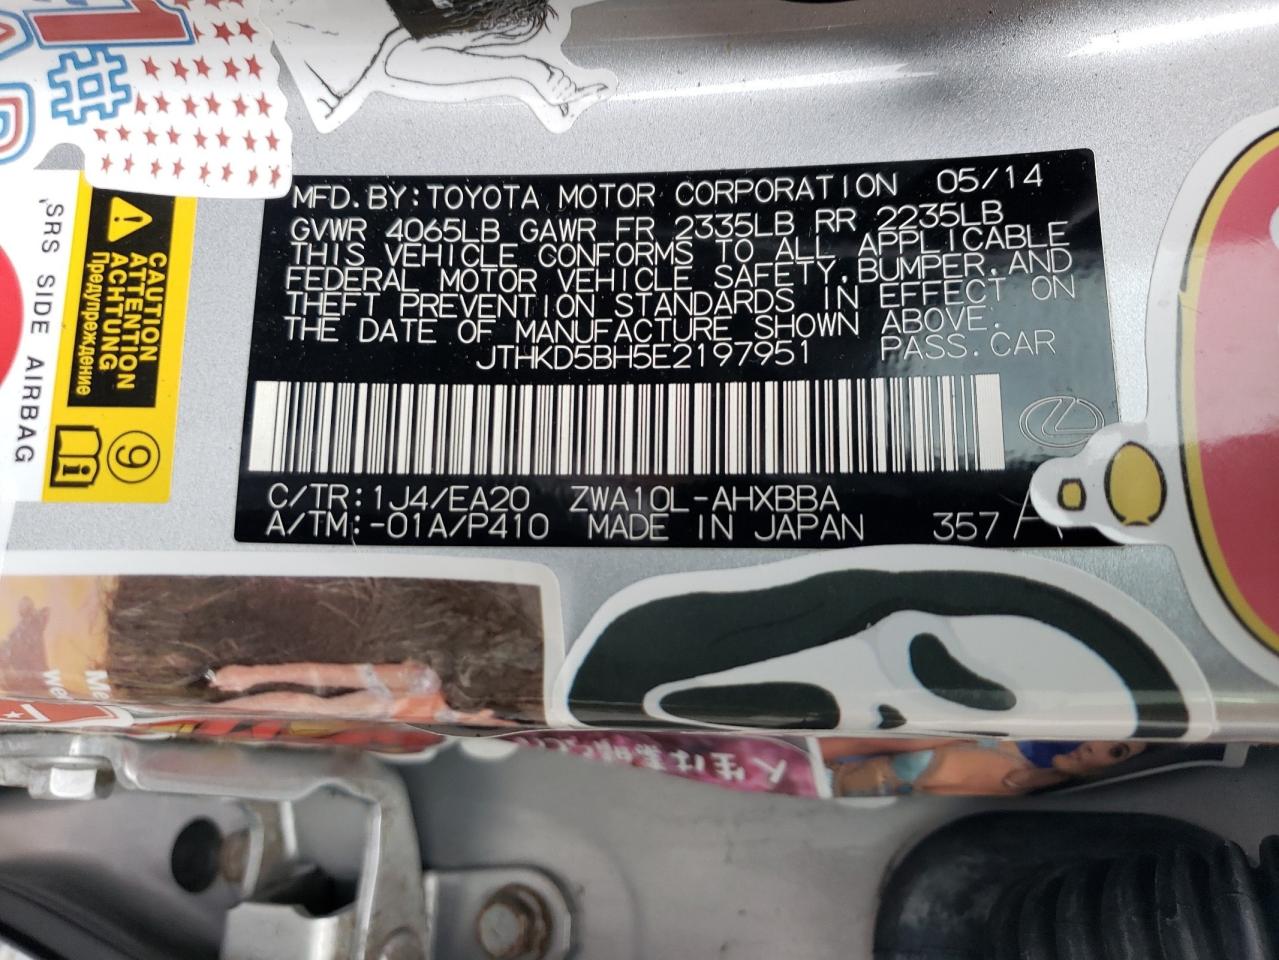 MFD.BY:TOYOTA MOTOR CORPORATION 05/14
GVWR 4065LB GAWR FR 2335LB RR 2235LB
THIS VEHICLE CONFORMS TO ALL APPLICABLE
FEDERAL MOTOR VEHICLE SAFETY,BUMPER,AND
THEFT PREVENTION STANDARDS IN EFFECT ON
THE DATE OF MANUFACTURE SHOWN ABOVE.
JTHKD5BH5E2197951 PASS.CAR
C/TR:1J4/EA20 ZWA10L-AHXBBA
A/TM:-01A/P410 MADE IN JAPAN 357 A
CAUTION
ATTENTION
ACHTUNG
Предупреждение
9
SRS SIDE AIRBAG
#1